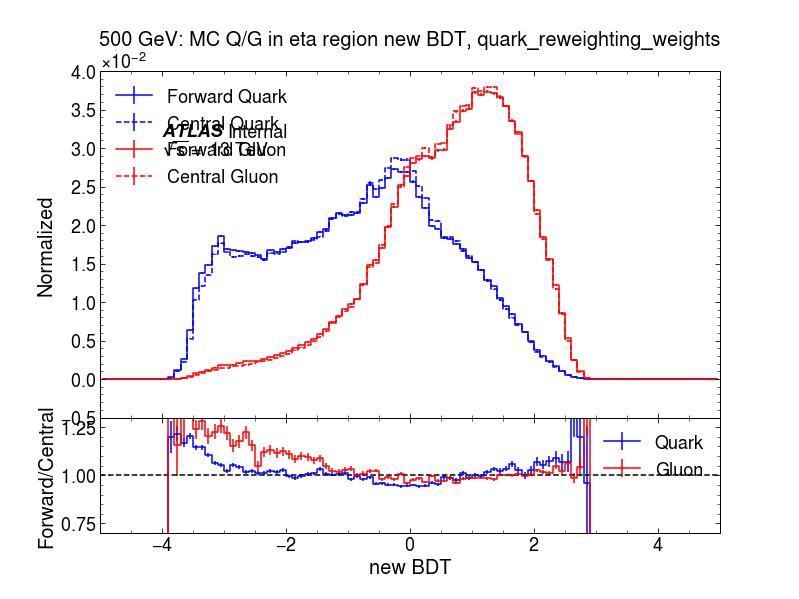 500 GeV: MC Q/G in eta region new BDT, quark_reweighting_weights
×10⁻²
4.0
3.5
3.0
2.5
2.0
1.5
1.0
0.5
0.0
0.5
Normalized
Forward Quark
Central Quark
ATLAS Internal
Forward Gluon
√s = 13 TeV
Central Gluon
1.25
1.00
0.75
Forward/Central
Quark
Gluon
−4 −2 0 2 4
new BDT